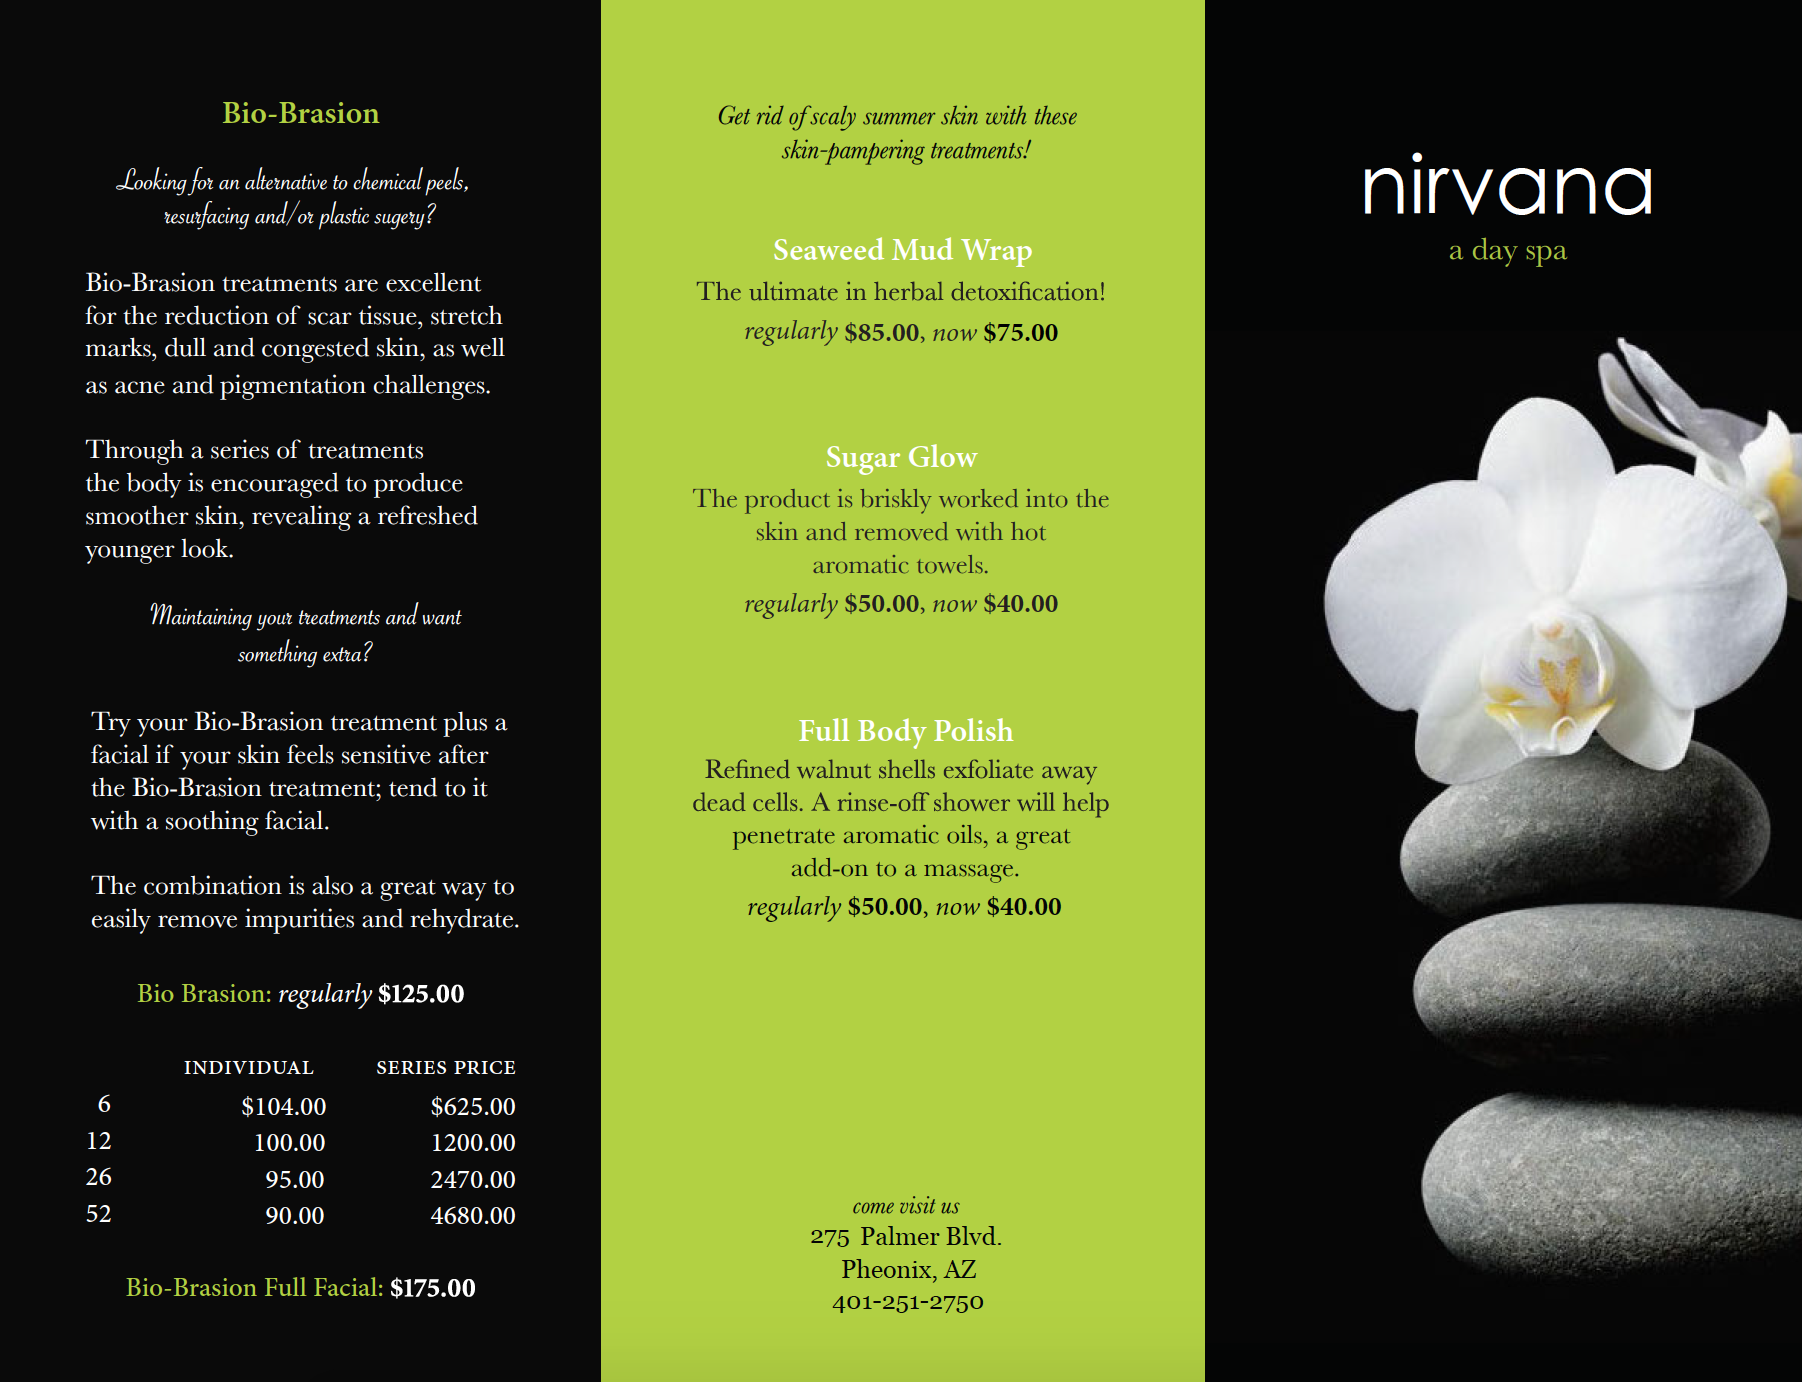 Bio-Brasion
Looking for an alternative to chemical peels,
resurfacing and/or plastic sugery?
Bio-Brasion treatments are excellent
for the reduction of scar tissue, stretch
marks, dull and congested skin, as well
as acne and pigmentation challenges.
Through a series of treatments
the body is encouraged to produce
smoother skin, revealing a refreshed
younger look.
Maintaining your treatments and want
something extra?
Try your Bio-Brasion treatment plus a
facial if your skin feels sensitive after
the Bio-Brasion treatment; tend to it
with a soothing facial.
The combination is also a great way to
easily remove impurities and rehydrate.
Bio Brasion: regularly $125.00
INDIVIDUAL SERIES PRICE
6 $104.00 $625.00
12 100.00 1200.00
26 95.00 2470.00
52 90.00 4680.00
Bio-Brasion Full Facial: $175.00
Get rid of scaly summer skin with these
skin-pampering treatments!
Seaweed Mud Wrap
The ultimate in herbal detoxification!
regularly $85.00, now $75.00
Sugar Glow
The product is briskly worked into the
skin and removed with hot
aromatic towels.
regularly $50.00, now $40.00
Full Body Polish
Refined walnut shells exfoliate away
dead cells. A rinse-off shower will help
penetrate aromatic oils, a great
add-on to a massage.
regularly $50.00, now $40.00
come visit us
275 Palmer Blvd.
Pheonix, AZ
401-251-2750
nirvana
a day spa